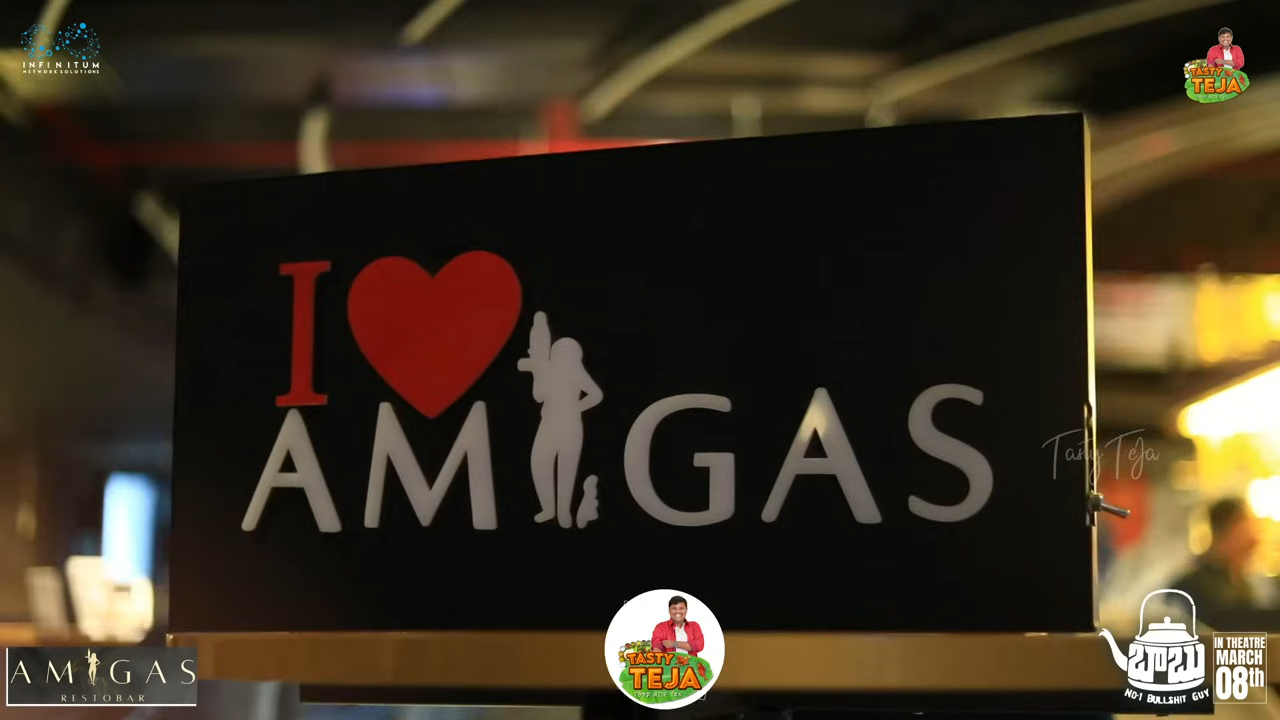 INFINITUM
NETWORK SOLUTIONS
TASTY
TEJA
I
AMIGAS
Tasty Teja
AMIGAS
RESTOBAR
TASTY
TEJA
బాబు
NO.1 BULLSHIT GUY
IN THEATRE
MARCH
08th